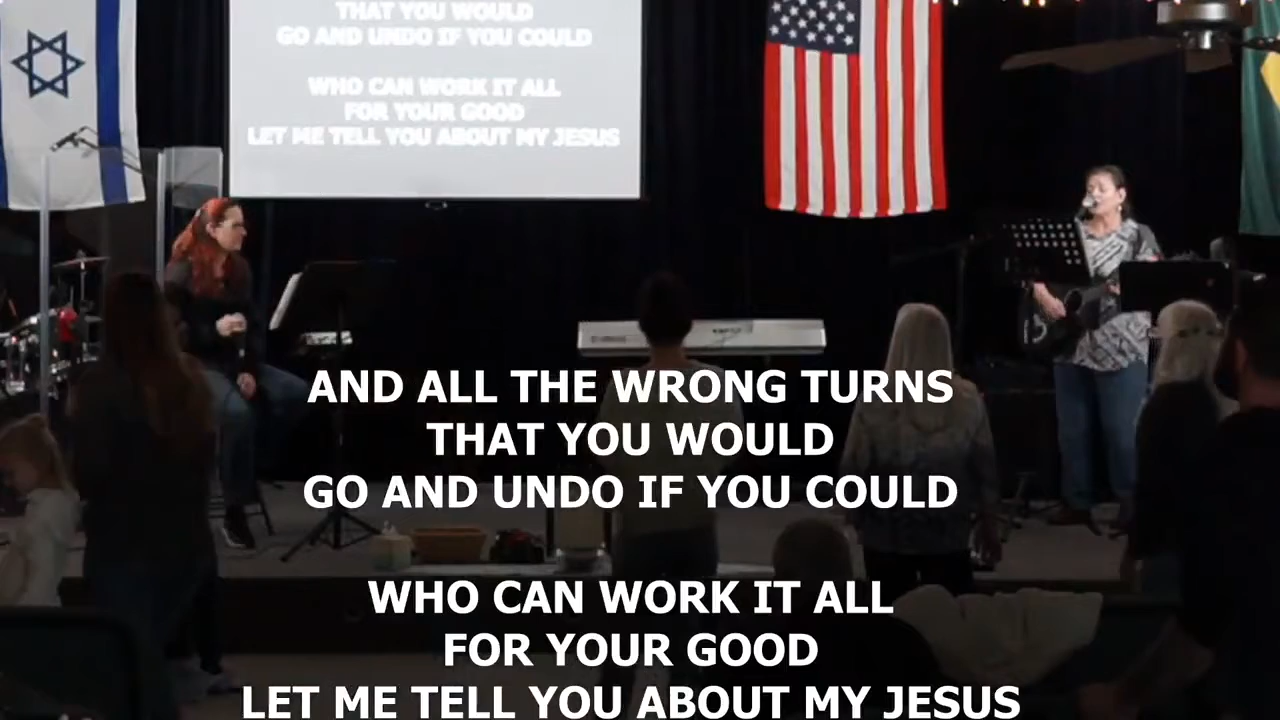 THAT YOU WOULD
GO AND UNDO IF YOU COULD
WHO CAN WORK IT ALL
FOR YOUR GOOD
LET ME TELL YOU ABOUT MY JESUS
AND ALL THE WRONG TURNS
THAT YOU WOULD
GO AND UNDO IF YOU COULD
WHO CAN WORK IT ALL
FOR YOUR GOOD
LET ME TELL YOU ABOUT MY JESUS